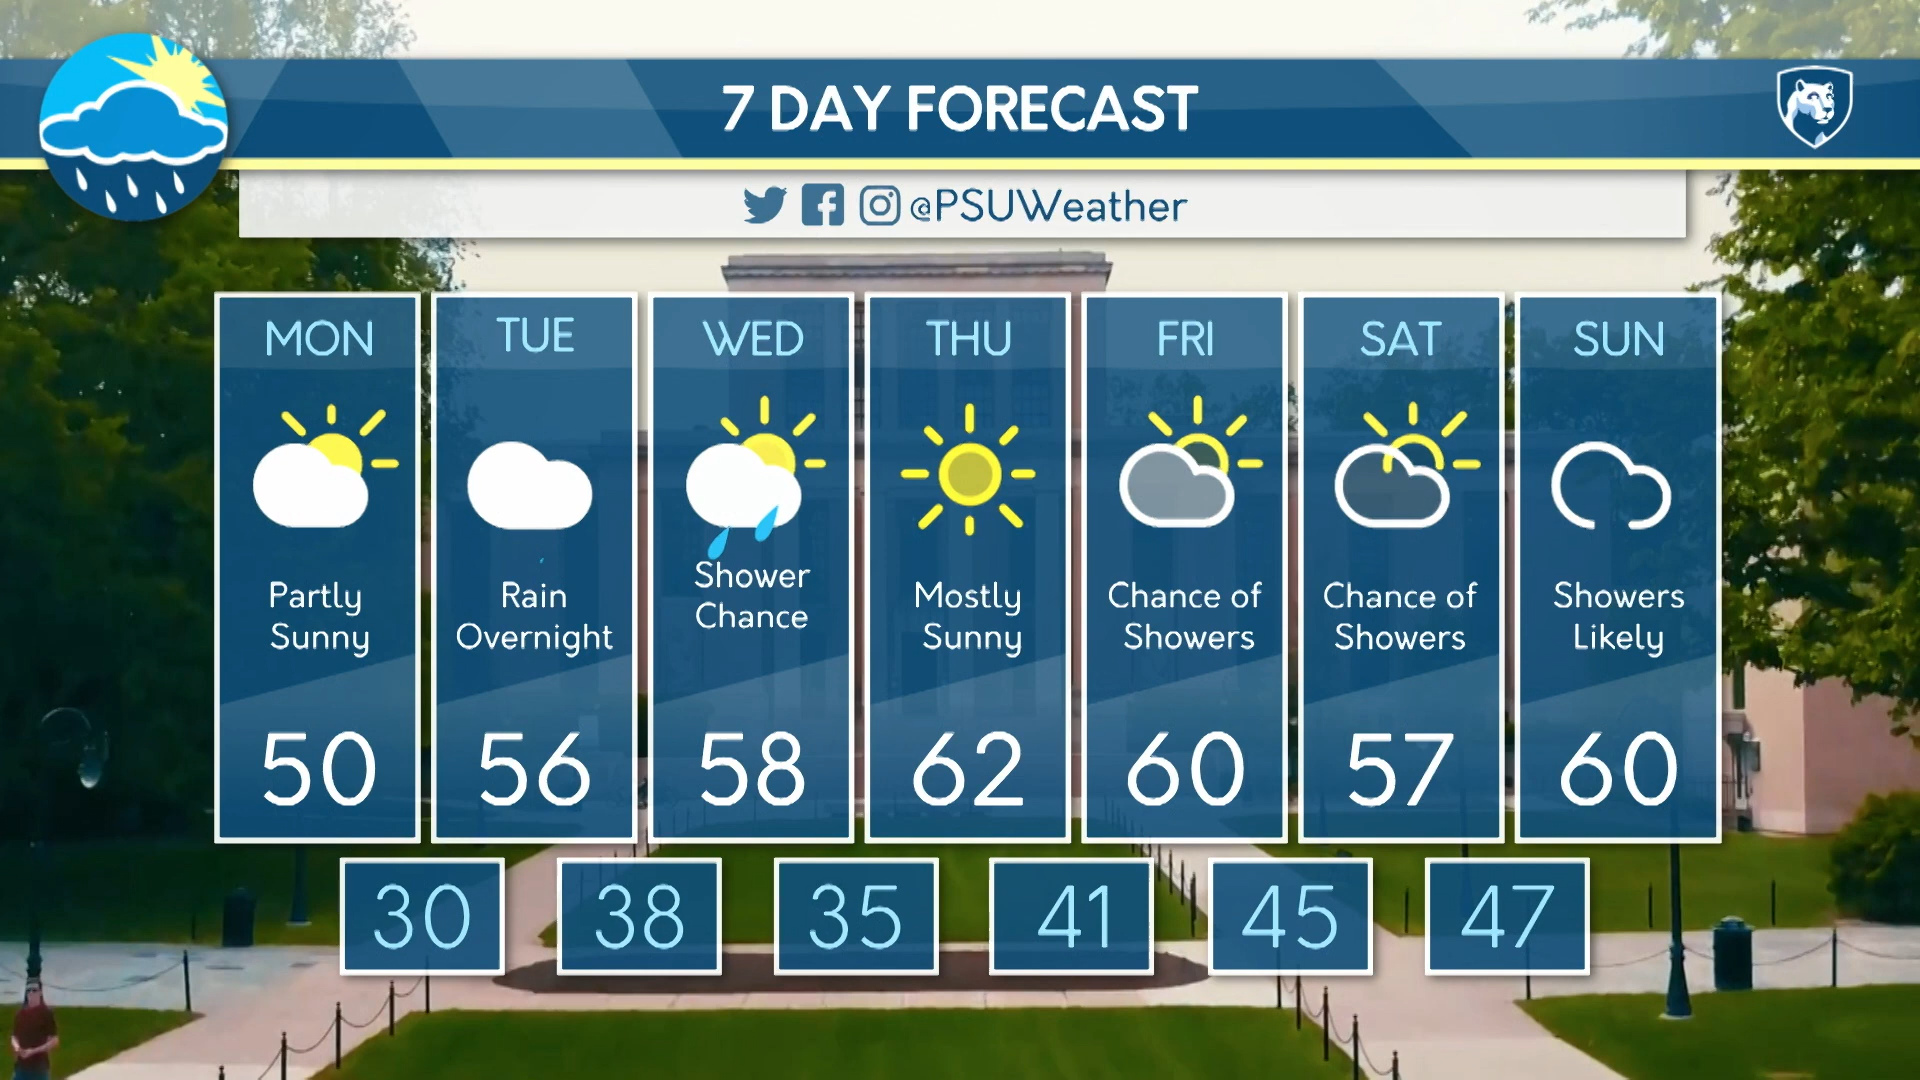 7 DAY FORECAST
@PSUWeather
MON
Partly
Sunny
50
TUE
Rain
Overnight
56
WED
Shower
Chance
58
THU
Mostly
Sunny
62
FRI
Chance of
Showers
60
SAT
Chance of
Showers
57
SUN
Showers
Likely
60
30
38
35
41
45
47